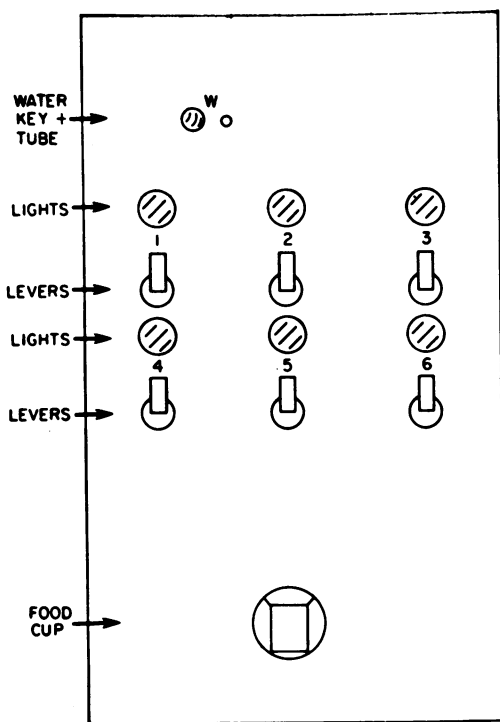 WATER
KEY +
TUBE
W
LIGHTS
1 2 3
LEVERS
LIGHTS
4 5 6
LEVERS
FOOD
CUP